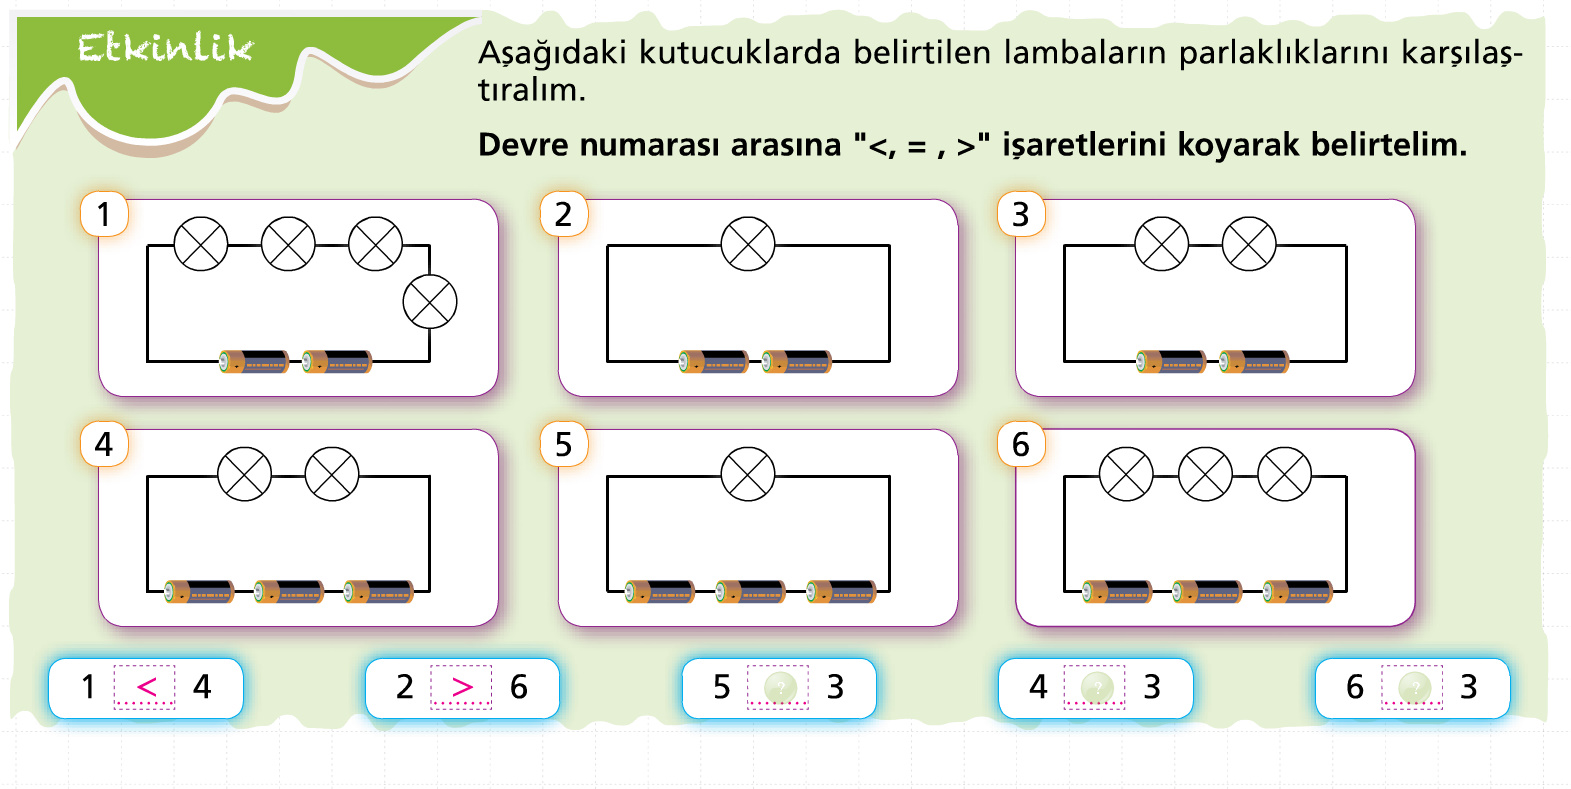 Etkinlik
Aşağıdaki kutucuklarda belirtilen lambaların parlaklıklarını karşılaş-
tıralım.
Devre numarası arasına "<, = , >" işaretlerini koyarak belirtelim.
1
2
3
4
5
6
1 < 4
2 > 6
5 ? 3
4 ? 3
6 ? 3